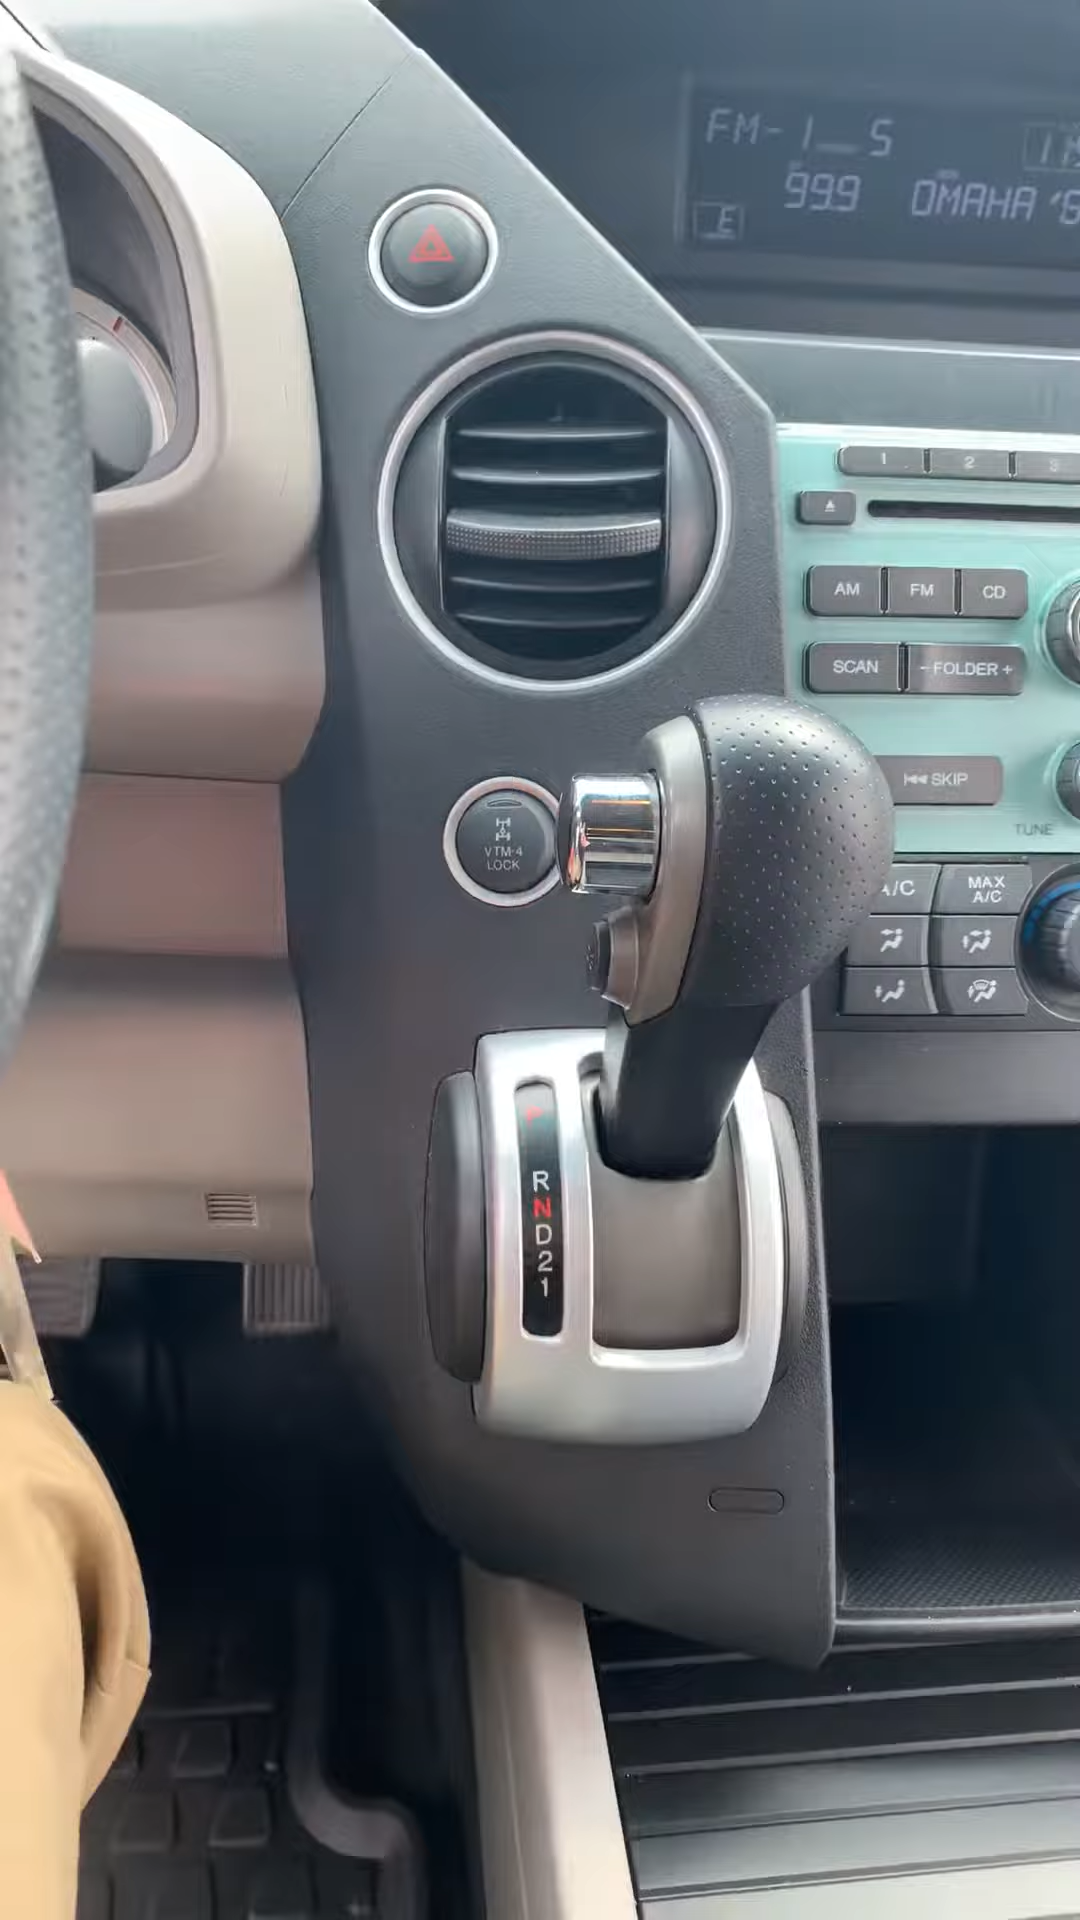 FM-1 S
99.9 OMAHA '
E
1 2 3
AM FM CD
SCAN - FOLDER +
SKIP
TUNE
VTM-4
LOCK
A/C MAX
A/C
P
R
N
D
2
1